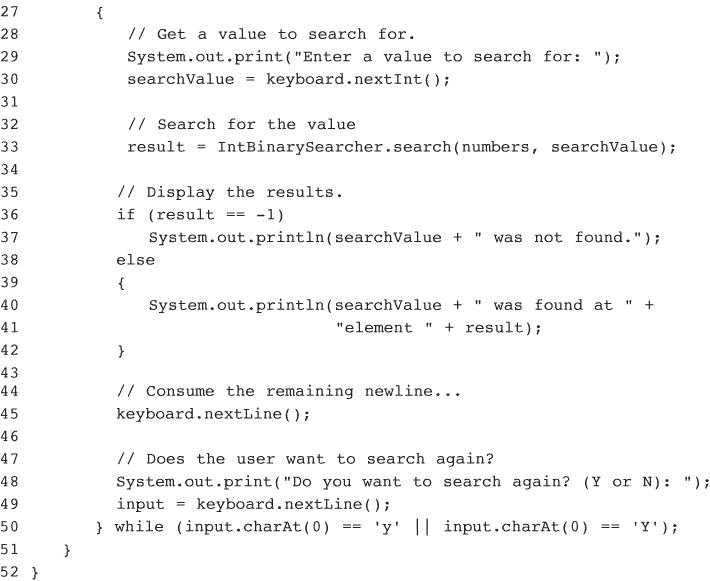 27        {
28           // Get a value to search for.
29           System.out.print("Enter a value to search for: ");
30           searchValue = keyboard.nextInt();
31
32           // Search for the value
33           result = IntBinarySearcher.search(numbers, searchValue);
34
35          // Display the results.
36          if (result == -1)
37             System.out.println(searchValue + " was not found.");
38          else
39          {
40             System.out.println(searchValue + " was found at " +
41                                "element " + result);
42          }
43
44          // Consume the remaining newline...
45          keyboard.nextLine();
46
47          // Does the user want to search again?
48          System.out.print("Do you want to search again? (Y or N): ");
49          input = keyboard.nextLine();
50        } while (input.charAt(0) == 'y' || input.charAt(0) == 'Y');
51     }
52  }